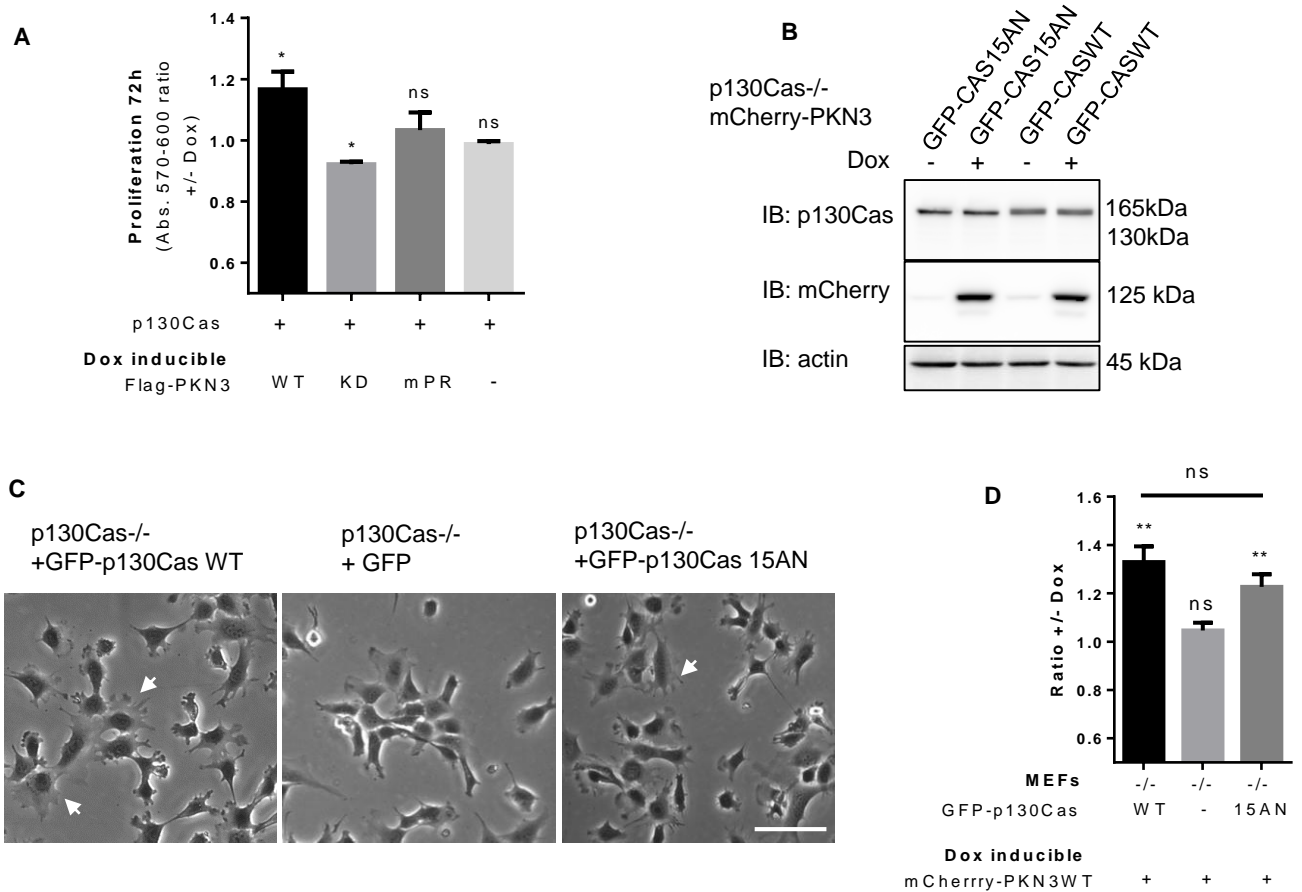 A
Proliferation 72h
(Abs. 570-600 ratio
+/- Dox)
1.4
1.2
1.0
0.8
0.6
*
*
ns
ns
p130Cas + + + +
Dox inducible
Flag-PKN3 WT KD mPR -
B
p130Cas-/-
mCherry-PKN3
GFP-CAS15AN
GFP-CAS15AN
GFP-CASWT
GFP-CASWT
Dox - + - +
IB: p130Cas 165kDa
130kDa
IB: mCherry 125 kDa
IB: actin 45 kDa
C
p130Cas-/-
+GFP-p130Cas WT
p130Cas-/-
+ GFP
p130Cas-/-
+GFP-p130Cas 15AN
D
Ratio +/- Dox
1.6
1.4
1.2
1.0
0.8
0.6
ns
**
ns
**
MEFs -/- -/- -/-
GFP-p130Cas WT - 15AN
Dox inducible
mCherrry-PKN3WT + + +